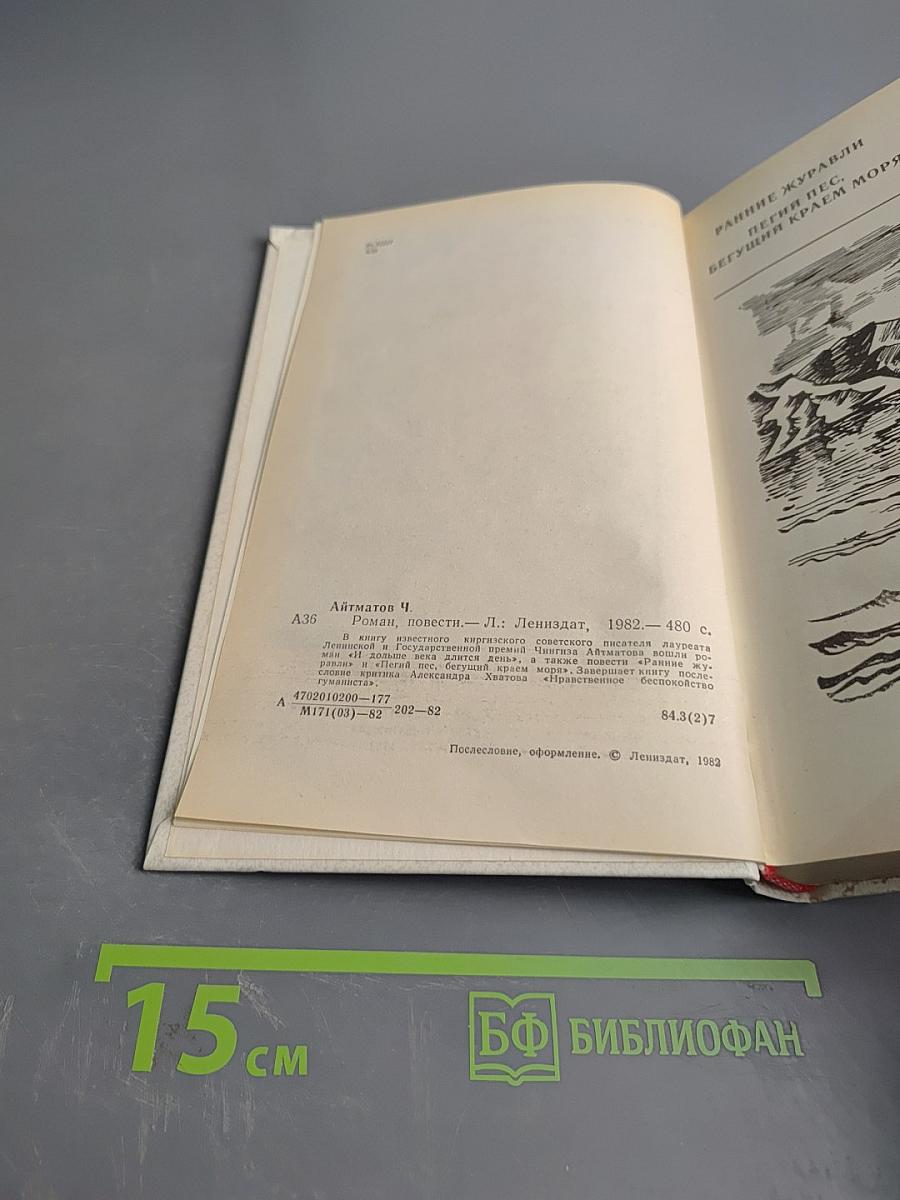 Айтматов Ч.
А36 Роман, повести.— Л.: Лениздат, 1982.— 480 с.
В книгу известного киргизского советского писателя лауреата
Ленинской и Государственной премий Чингиза Айтматова вошли ро-
ман «И дольше века длится день», а также повести «Ранние жу-
равли» и «Пегий пес, бегущий краем моря». Завершает книгу после-
словие критика Александра Хватова «Нравственное беспокойство
гуманиста».
А 4702010200—177
М171(03)—82 202—82 84.3(2)7
Послесловие, оформление. © Лениздат, 1982
РАННИЕ ЖУРАВЛИ
ПЕГИЙ ПЕС,
БЕГУЩИЙ КРАЕМ МОРЯ
15 см
БФ БИБЛИОФАН